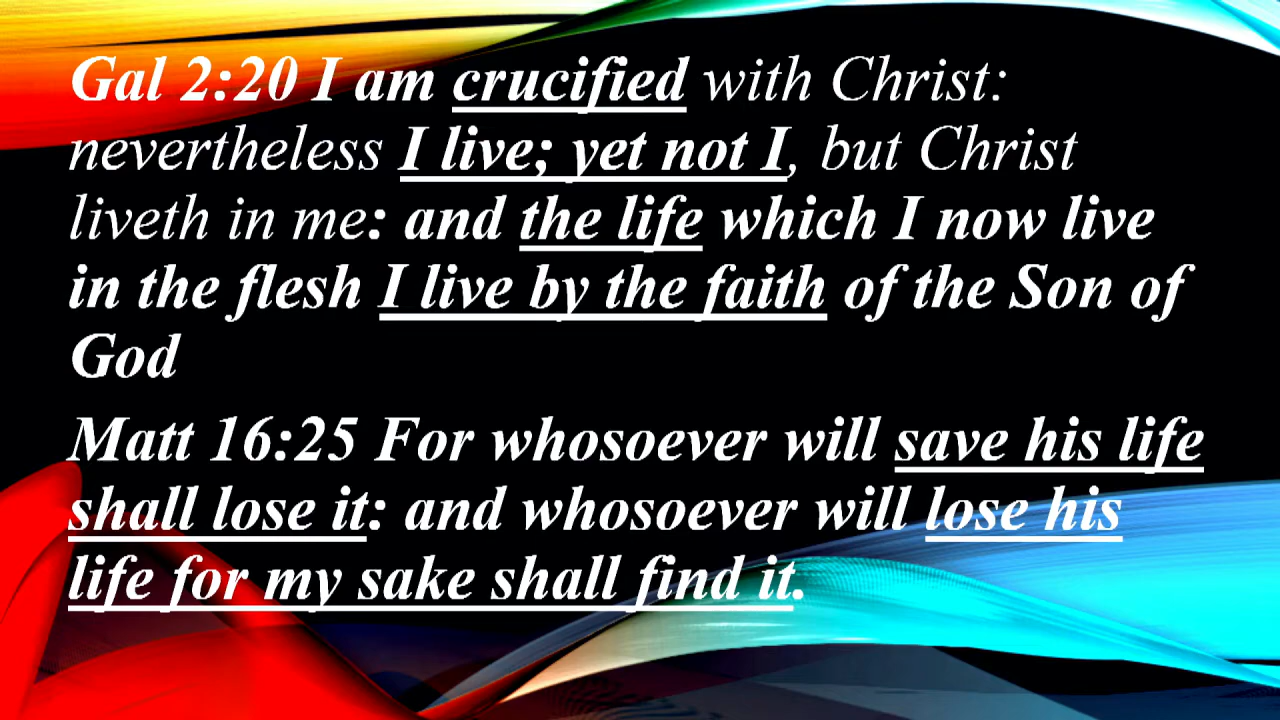 Gal 2:20 I am crucified with Christ:
nevertheless I live; yet not I, but Christ
liveth in me: and the life which I now live
in the flesh I live by the faith of the Son of
God
Matt 16:25 For whosoever will save his life
shall lose it: and whosoever will lose his
life for my sake shall find it.